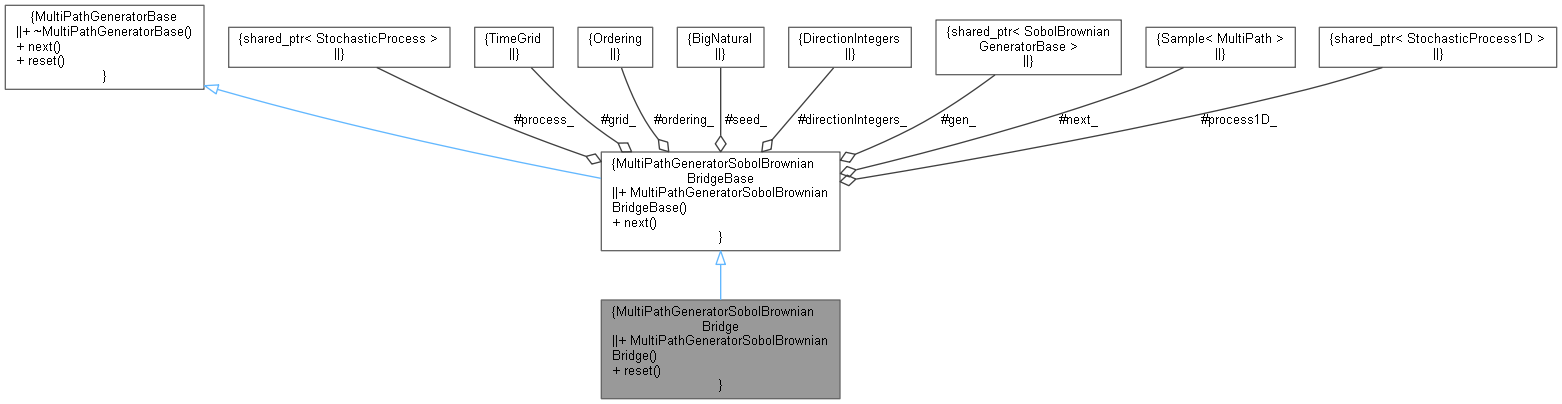 {MultiPathGeneratorBase
||+ ~MultiPathGeneratorBase()
+ next()
+ reset()
}
{shared_ptr< StochasticProcess >
||}
{TimeGrid
||}
{Ordering
||}
{BigNatural
||}
{DirectionIntegers
||}
{shared_ptr< SobolBrownian
GeneratorBase >
||}
{Sample< MultiPath >
||}
{shared_ptr< StochasticProcess1D >
||}
#process_
#grid_
#ordering_
#seed_
#directionIntegers_
#gen_
#next_
#process1D_
{MultiPathGeneratorSobolBrownian
BridgeBase
||+ MultiPathGeneratorSobolBrownian
BridgeBase()
+ next()
}
{MultiPathGeneratorSobolBrownian
Bridge
||+ MultiPathGeneratorSobolBrownian
Bridge()
+ reset()
}